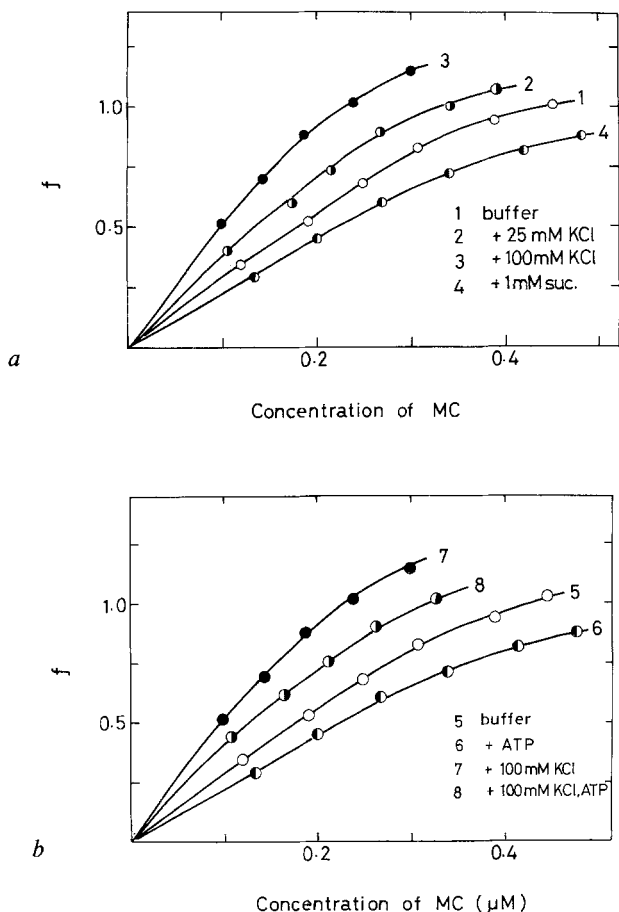 3
2
1.0
1
4
f
0.5
1 buffer
2 + 25 mM KCl
3 + 100 mM KCl
4 + 1 mM suc.
a
0.2
0.4
Concentration of MC
7
8
1.0
5
6
f
0.5
5 buffer
6 + ATP
7 + 100 mM KCl
8 + 100 mM KCl, ATP
b
0.2
0.4
Concentration of MC (μM)